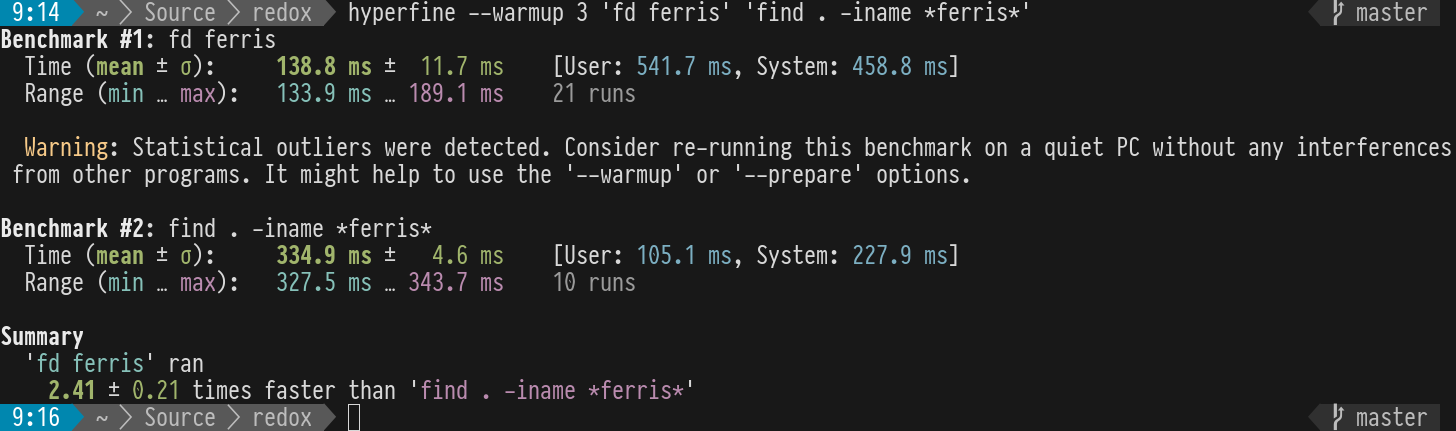 9:14 ~ Source redox hyperfine --warmup 3 'fd ferris' 'find . -iname *ferris*' master
Benchmark #1: fd ferris
Time (mean ± σ): 138.8 ms ± 11.7 ms [User: 541.7 ms, System: 458.8 ms]
Range (min … max): 133.9 ms … 189.1 ms 21 runs
Warning: Statistical outliers were detected. Consider re-running this benchmark on a quiet PC without any interferences
from other programs. It might help to use the '--warmup' or '--prepare' options.
Benchmark #2: find . -iname *ferris*
Time (mean ± σ): 334.9 ms ± 4.6 ms [User: 105.1 ms, System: 227.9 ms]
Range (min … max): 327.5 ms … 343.7 ms 10 runs
Summary
'fd ferris' ran
2.41 ± 0.21 times faster than 'find . -iname *ferris*'
9:16 ~ Source redox master